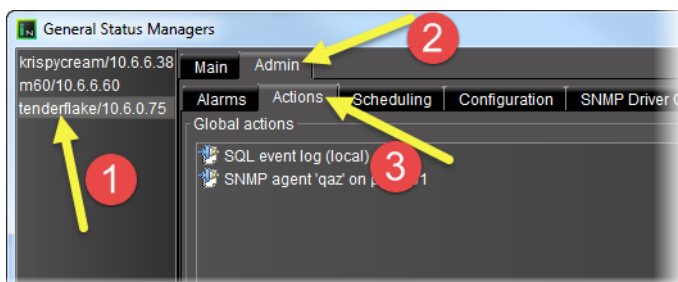 General Status Managers
krispycream/10.6.6.38
m60/10.6.6.60
tenderflake/10.6.0.75
Main Admin
Alarms Actions Scheduling Configuration SNMP Driver
Global actions
SQL event log (local)
SNMP agent 'qaz' on 1
1
2
3